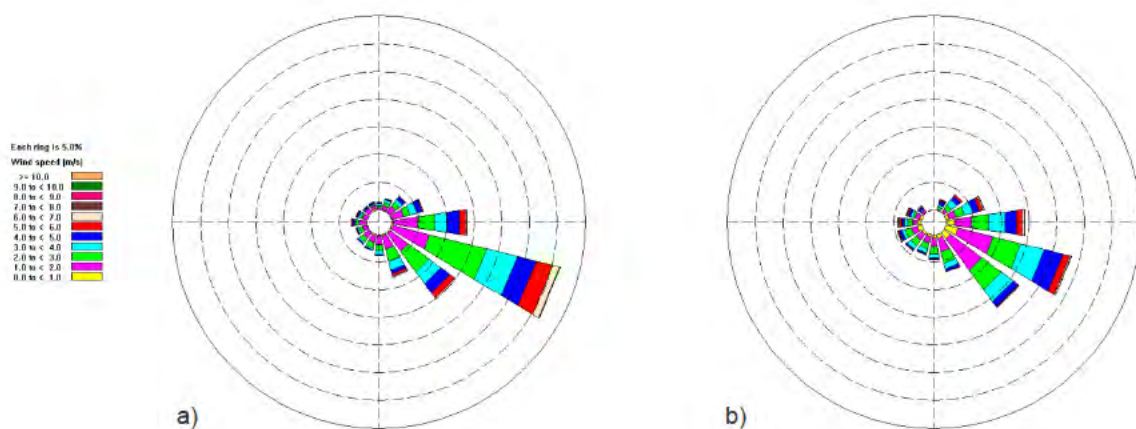 Each ring is 5.0%
Wind speed (m/s)
>= 10.0
9.0 to < 10.0
8.0 to < 9.0
7.0 to < 8.0
6.0 to < 7.0
5.0 to < 6.0
4.0 to < 5.0
3.0 to < 4.0
2.0 to < 3.0
1.0 to < 2.0
0.0 to < 1.0
a)
b)